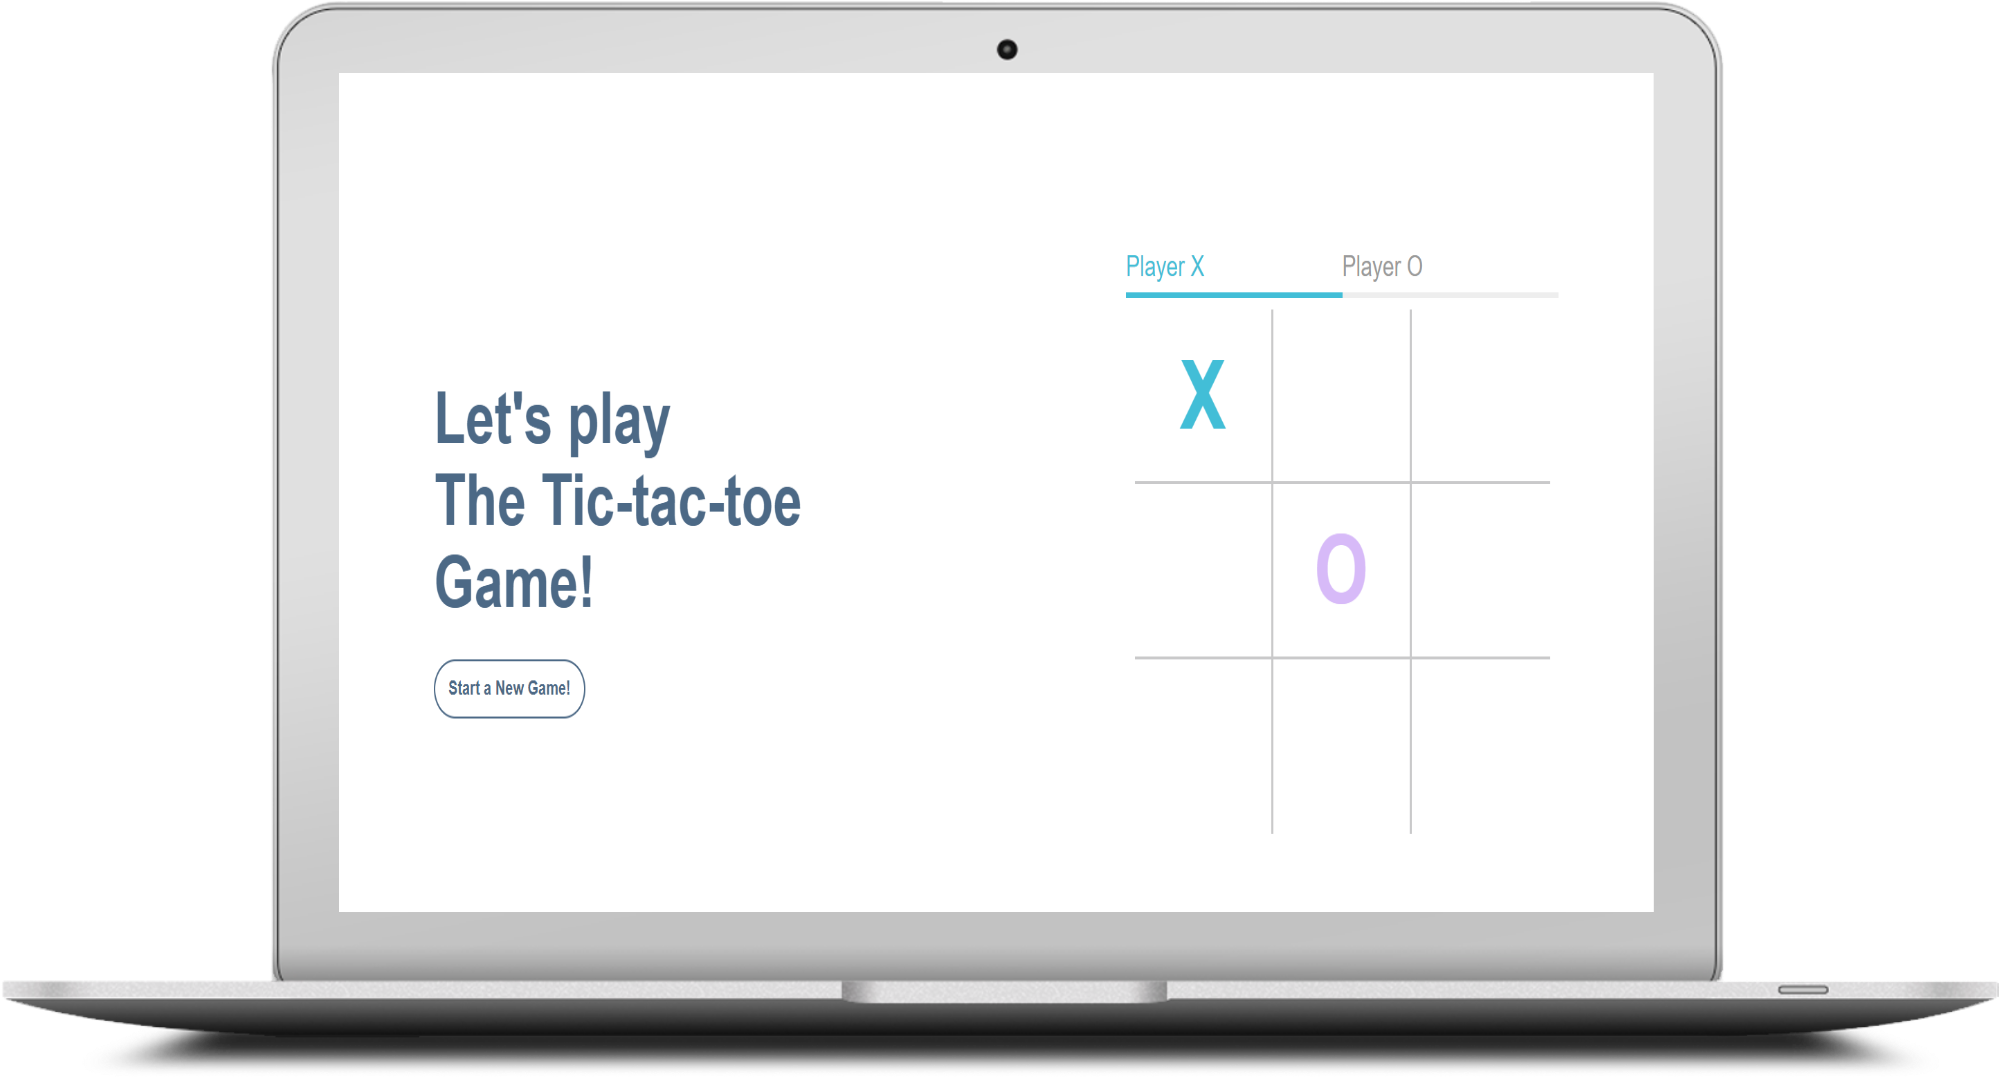 Let's play
The Tic-tac-toe
Game!
Start a New Game!
Player X Player O
X
O